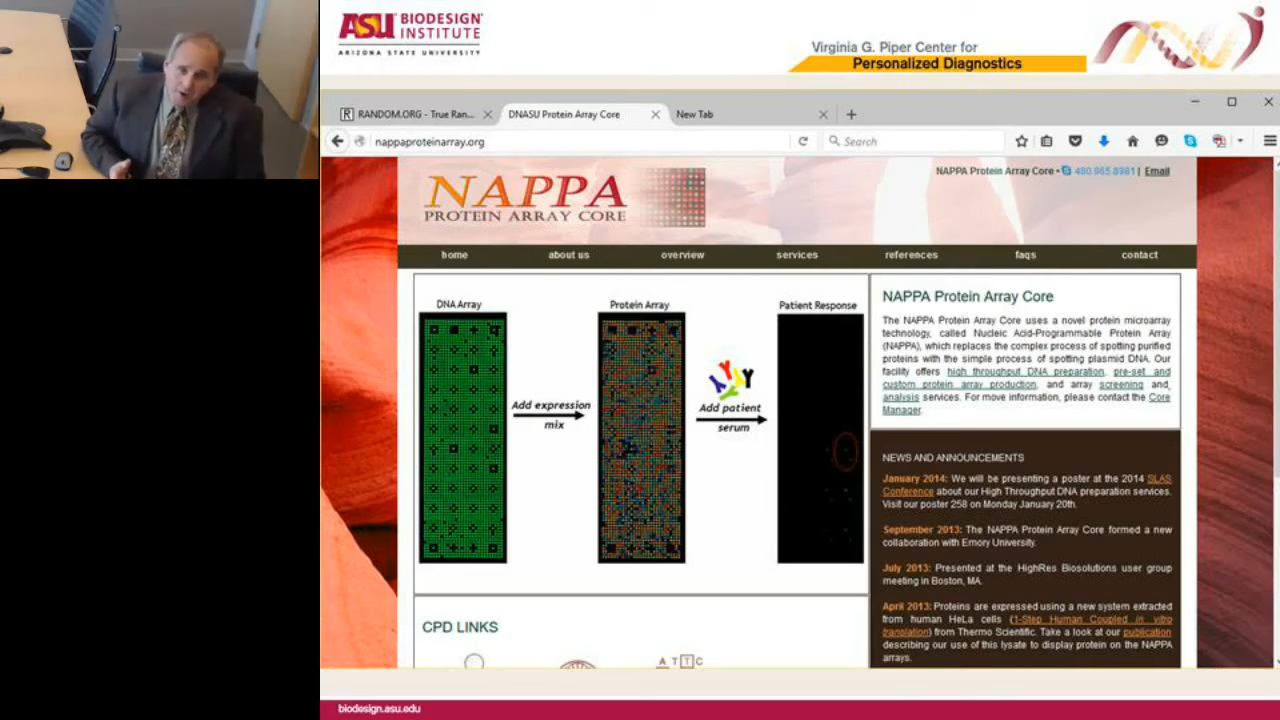 ASU BIODESIGN INSTITUTE
ARIZONA STATE UNIVERSITY
Virginia G. Piper Center for
Personalized Diagnostics
RANDOM.ORG - True Ran...
DNASU Protein Array Core
New Tab
nappaproteinarray.org
Search
NAPPA
PROTEIN ARRAY CORE
NAPPA Protein Array Core • 480.965.8981 | Email
home about us overview services references faqs contact
DNA Array
Protein Array
Patient Response
Add expression
mix
Add patient
serum
NAPPA Protein Array Core
The NAPPA Protein Array Core uses a novel protein microarray
technology, called Nucleic Acid-Programmable Protein Array
(NAPPA), which replaces the complex process of spotting purified
proteins with the simple process of spotting plasmid DNA. Our
facility offers high throughput DNA preparation, pre-set and
custom protein array production, and array screening and
analysis services. For move information, please contact the Core
Manager.
NEWS AND ANNOUNCEMENTS
January 2014: We will be presenting a poster at the 2014 SLAS
Conference about our High Throughput DNA preparation services.
Visit our poster 258 on Monday January 20th.
September 2013: The NAPPA Protein Array Core formed a new
collaboration with Emory University.
July 2013: Presented at the HighRes Biosolutions user group
meeting in Boston, MA.
April 2013: Proteins are expressed using a new system extracted
from human HeLa cells (1-Step Human Coupled in vitro
translation) from Thermo Scientific. Take a look at our publication
describing our use of this lysate to display protein on the NAPPA
arrays.
CPD LINKS
A T T C
biodesign.asu.edu